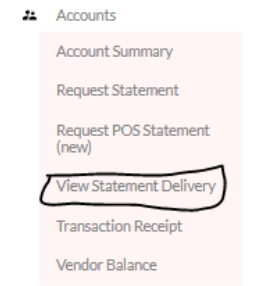 Accounts
Account Summary
Request Statement
Request POS Statement
(new)
View Statement Delivery
Transaction Receipt
Vendor Balance